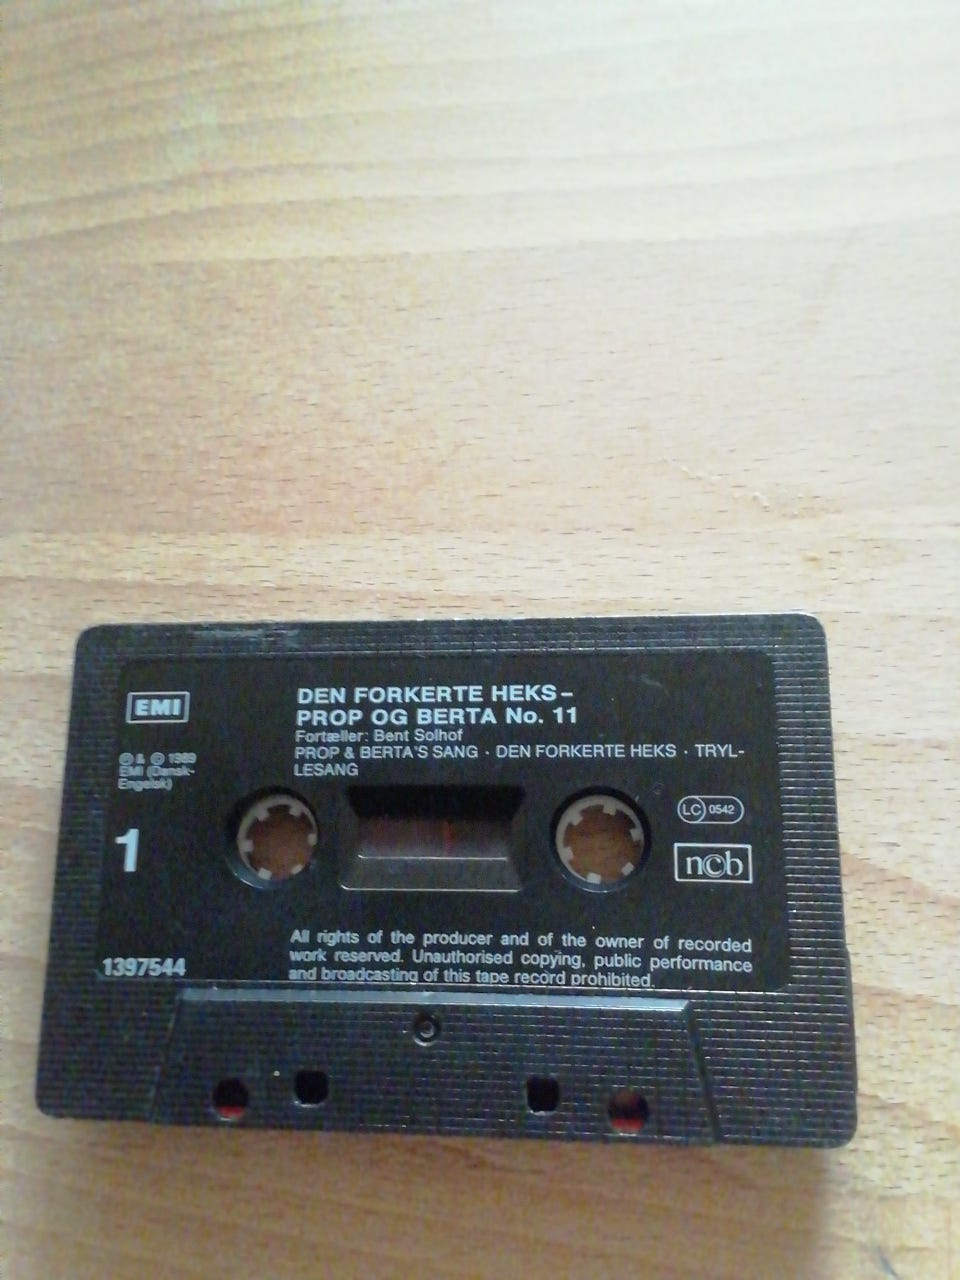 EMI
DEN FORKERTE HEKS –
PROP OG BERTA No. 11
Fortæller: Bent Solhof
PROP & BERTA'S SANG · DEN FORKERTE HEKS · TRYL-
LESANG
℗ & © 1989
EMI (Dansk-
Engelsk)
LC 0542
1
n©b
All rights of the producer and of the owner of recorded
work reserved. Unauthorised copying, public performance
and broadcasting of this tape record prohibited.
1397544